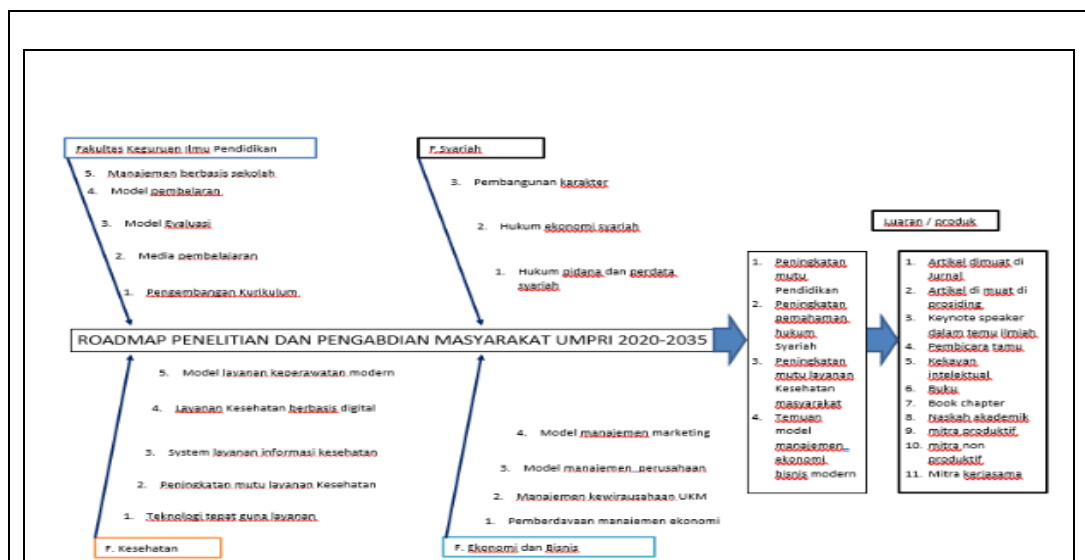 Fakultas Keguruan Ilmu Pendidikan
5. Manajemen berbasis sekolah
4. Model pembelaran
3. Model Evaluasi
2. Media pembelajaran
1. Pengembangan Kurikulum
F.Syariah
3. Pembangunan karakter
2. Hukum ekonomi syariah
1. Hukum pidana dan perdata
syariah
ROADMAP PENELITIAN DAN PENGABDIAN MASYARAKAT UMPRI 2020-2035
5. Model layanan keperawatan modern
4. Layanan Kesehatan berbasis digital
3. System layanan informasi kesehatan
2. Peningkatan mutu layanan Kesehatan
1. Teknologi tepat guna layanan
F. Kesehatan
4. Model manajemen marketing
3. Model manajemen perusahaan
2. Manajemen kewirausahaan UKM
1. Pemberdayaan manajemen ekonomi
F. Ekonomi dan Bisnis
1. Peningkatan
mutu
Pendidikan
2. Peningkatan
pemahaman
hukum
Syariah
3. Peningkatan
mutu layanan
Kesehatan
masyarakat
4. Temuan
model
manajemen
ekonomi
bisnis modern
Luaran / produk
1. Artikel dimuat di
Jurnal
2. Artikel di muat di
prosiding
3. Keynote speaker
dalam temu ilmiah
4. Pembicara tamu
5. Kekayan
intelektual
6. Buku
7. Book chapter
8. Naskah akademik
9. mitra produktif
10. mitra non
produktif
11. Mitra kerjasama